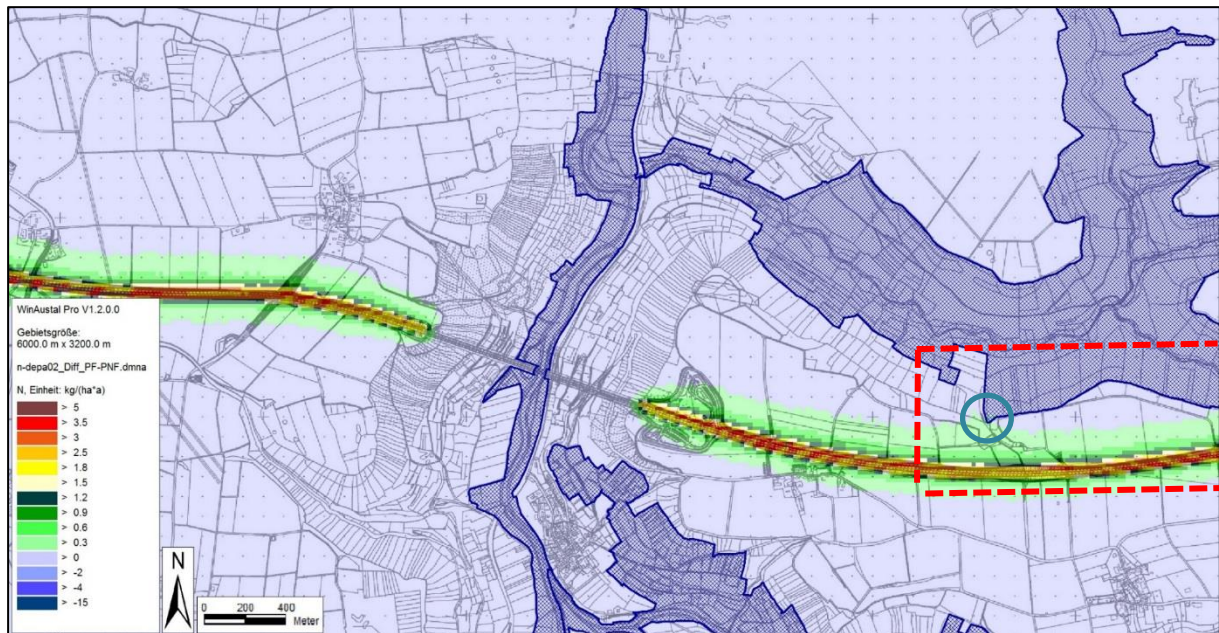 WinAustal Pro V1.2.0.0
Gebietsgröße:
6000.0 m x 3200.0 m
n-depa02_Diff_PF-PNF.dmna
N, Einheit: kg/(ha*a)
> 5
> 3.5
> 3
> 2.5
> 1.8
> 1.5
> 1.2
> 0.9
> 0.6
> 0.3
> 0
> -2
> -4
> -15
N
0 200 400
Meter